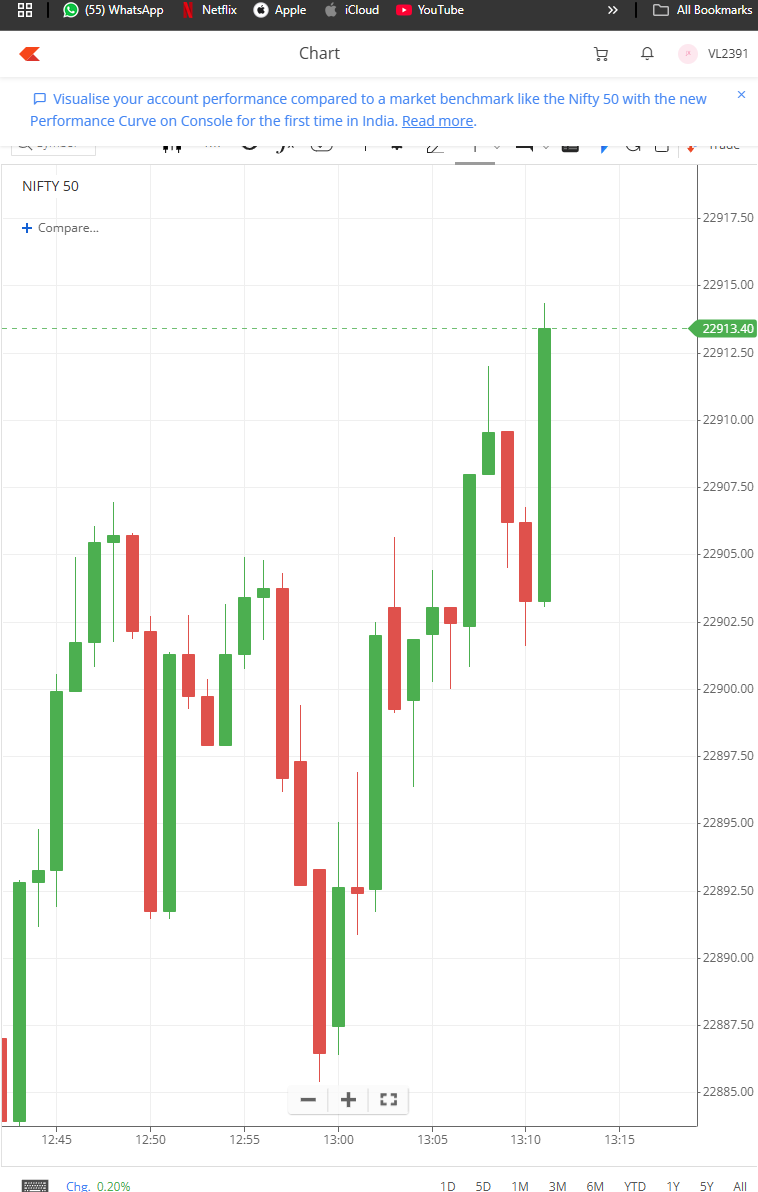 (55) WhatsApp Netflix Apple iCloud YouTube » All Bookmarks
Chart VL2391
Visualise your account performance compared to a market benchmark like the Nifty 50 with the new
Performance Curve on Console for the first time in India. Read more.
NIFTY 50
+ Compare...
22917.50
22915.00
22913.40
22912.50
22910.00
22907.50
22905.00
22902.50
22900.00
22897.50
22895.00
22892.50
22890.00
22887.50
22885.00
12:45 12:50 12:55 13:00 13:05 13:10 13:15
Chg. 0.20% 1D 5D 1M 3M 6M YTD 1Y 5Y All